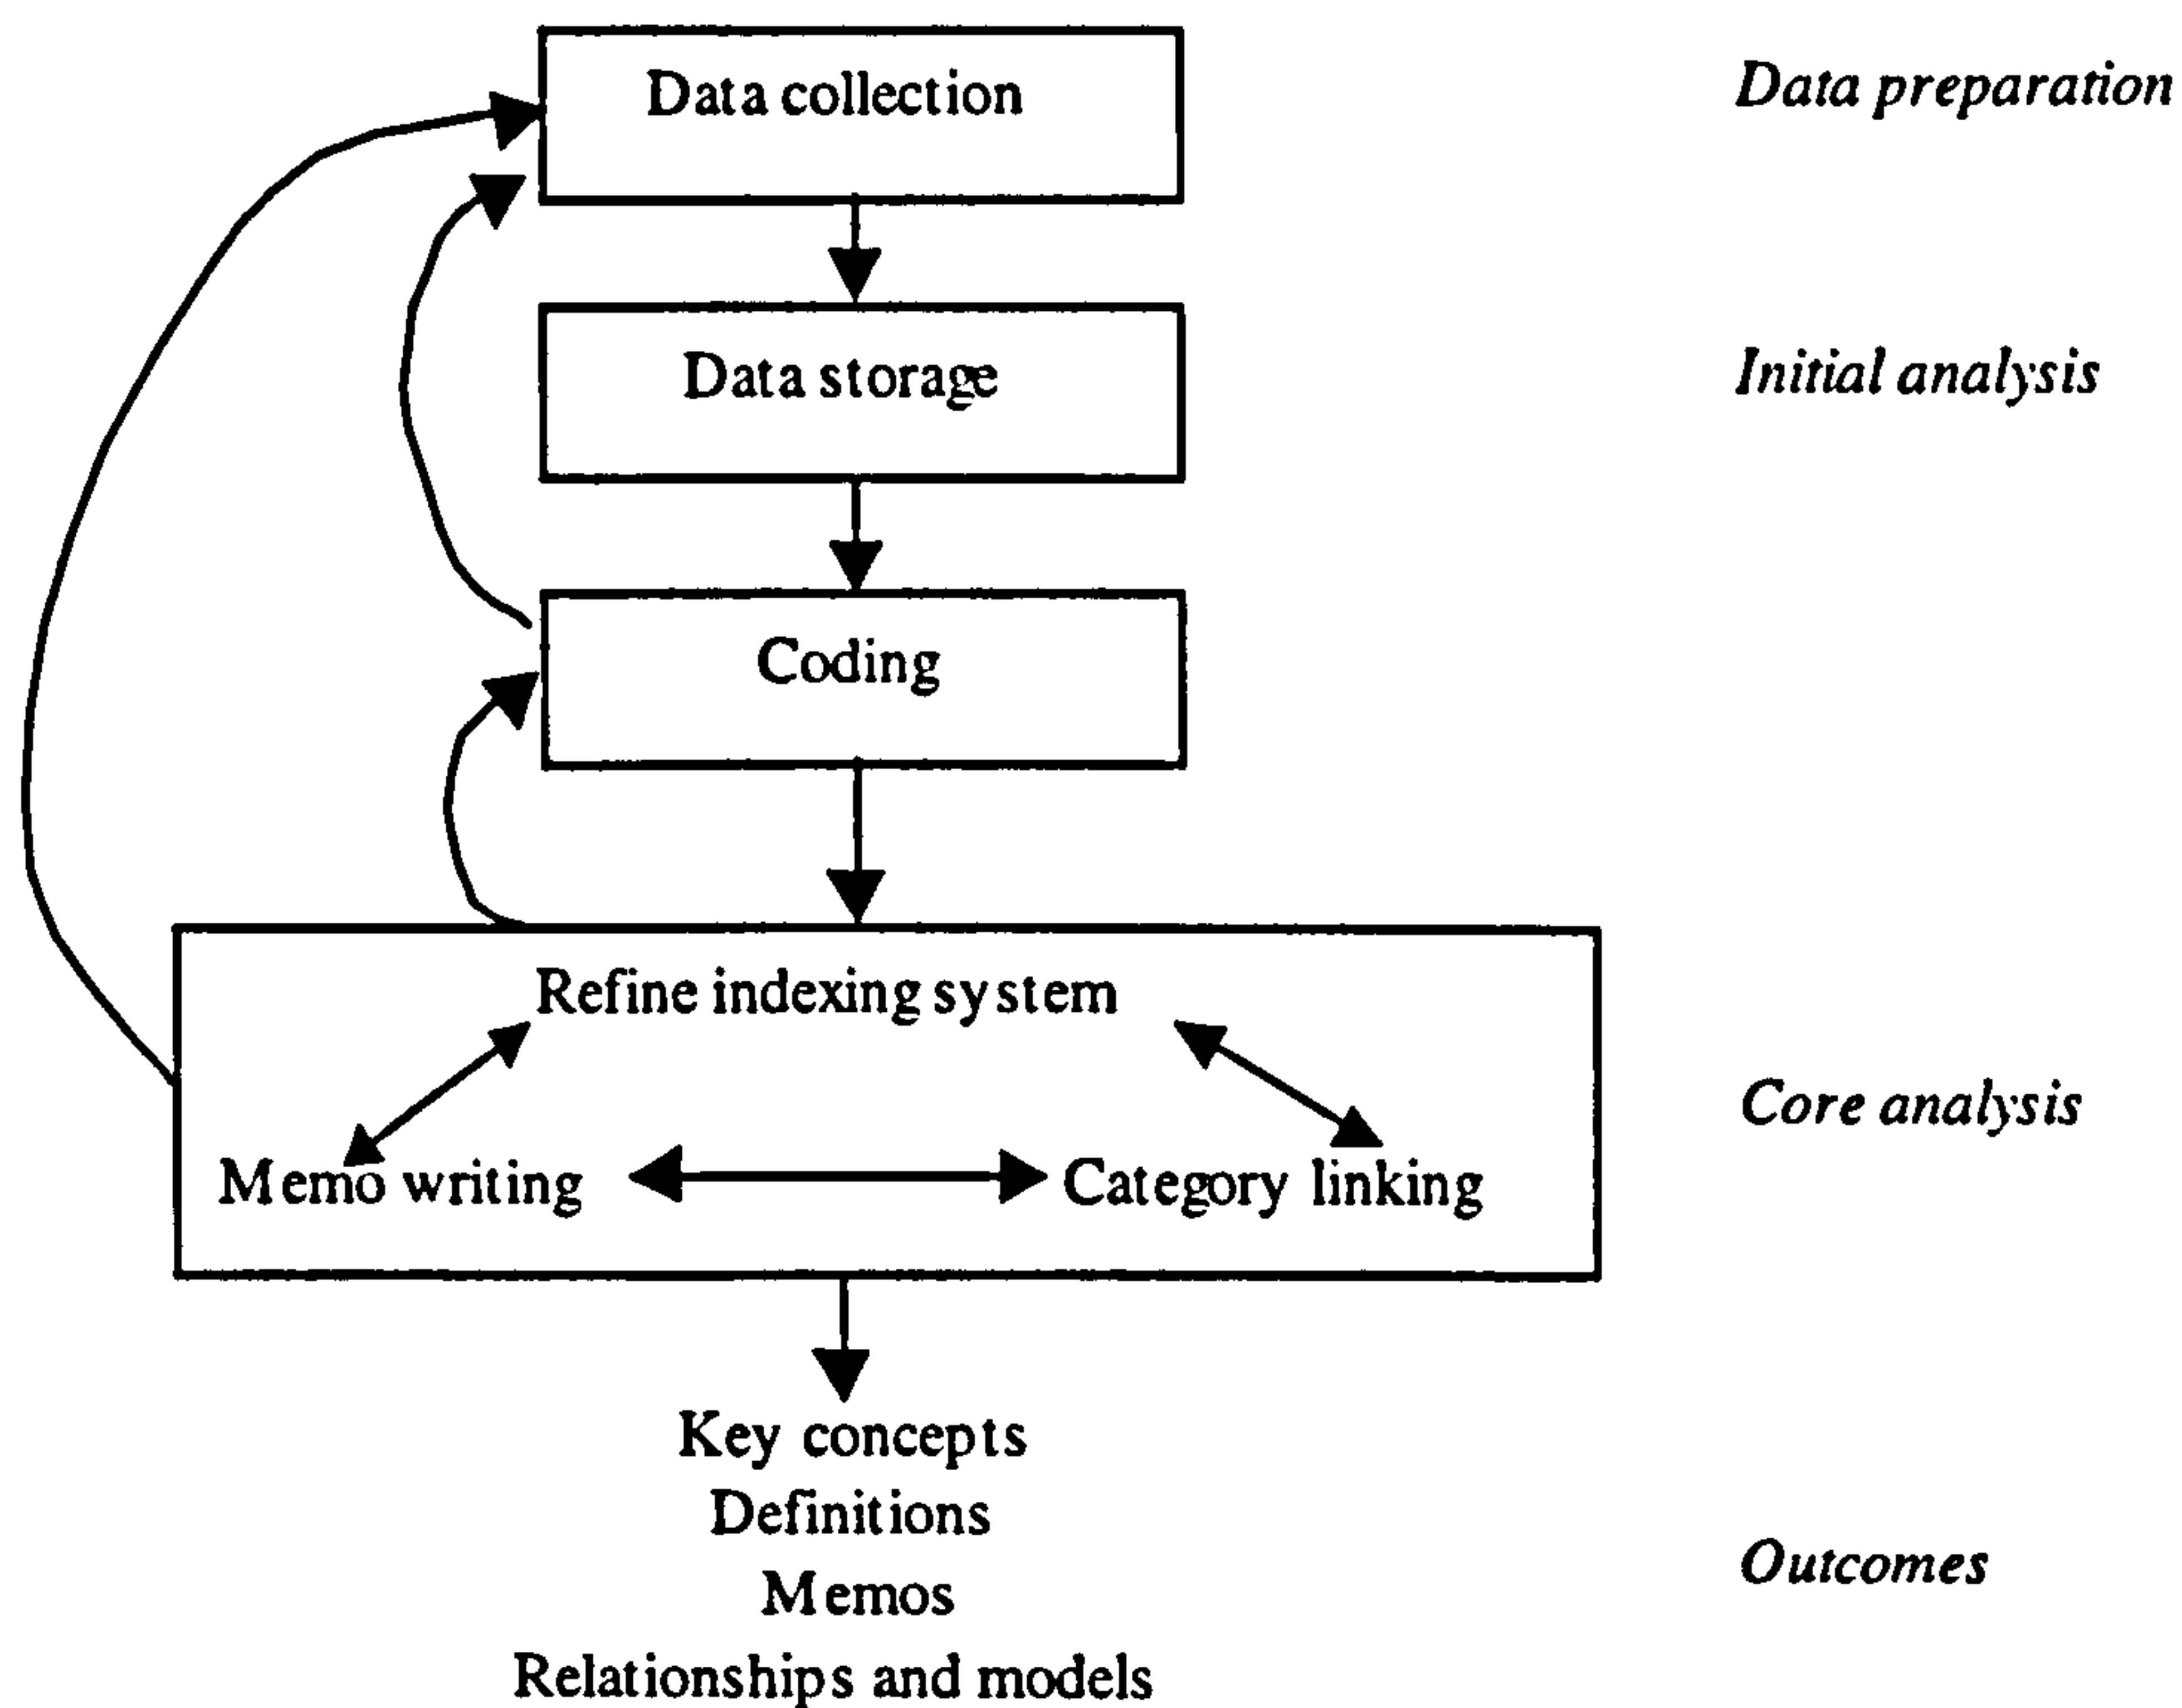 Data collection
Data preparation
Data storage
Initial analysis
Coding
Refine indexing system
Core analysis
Memo writing
Category linking
Key concepts
Definitions
Outcomes
Memos
Relationships and models